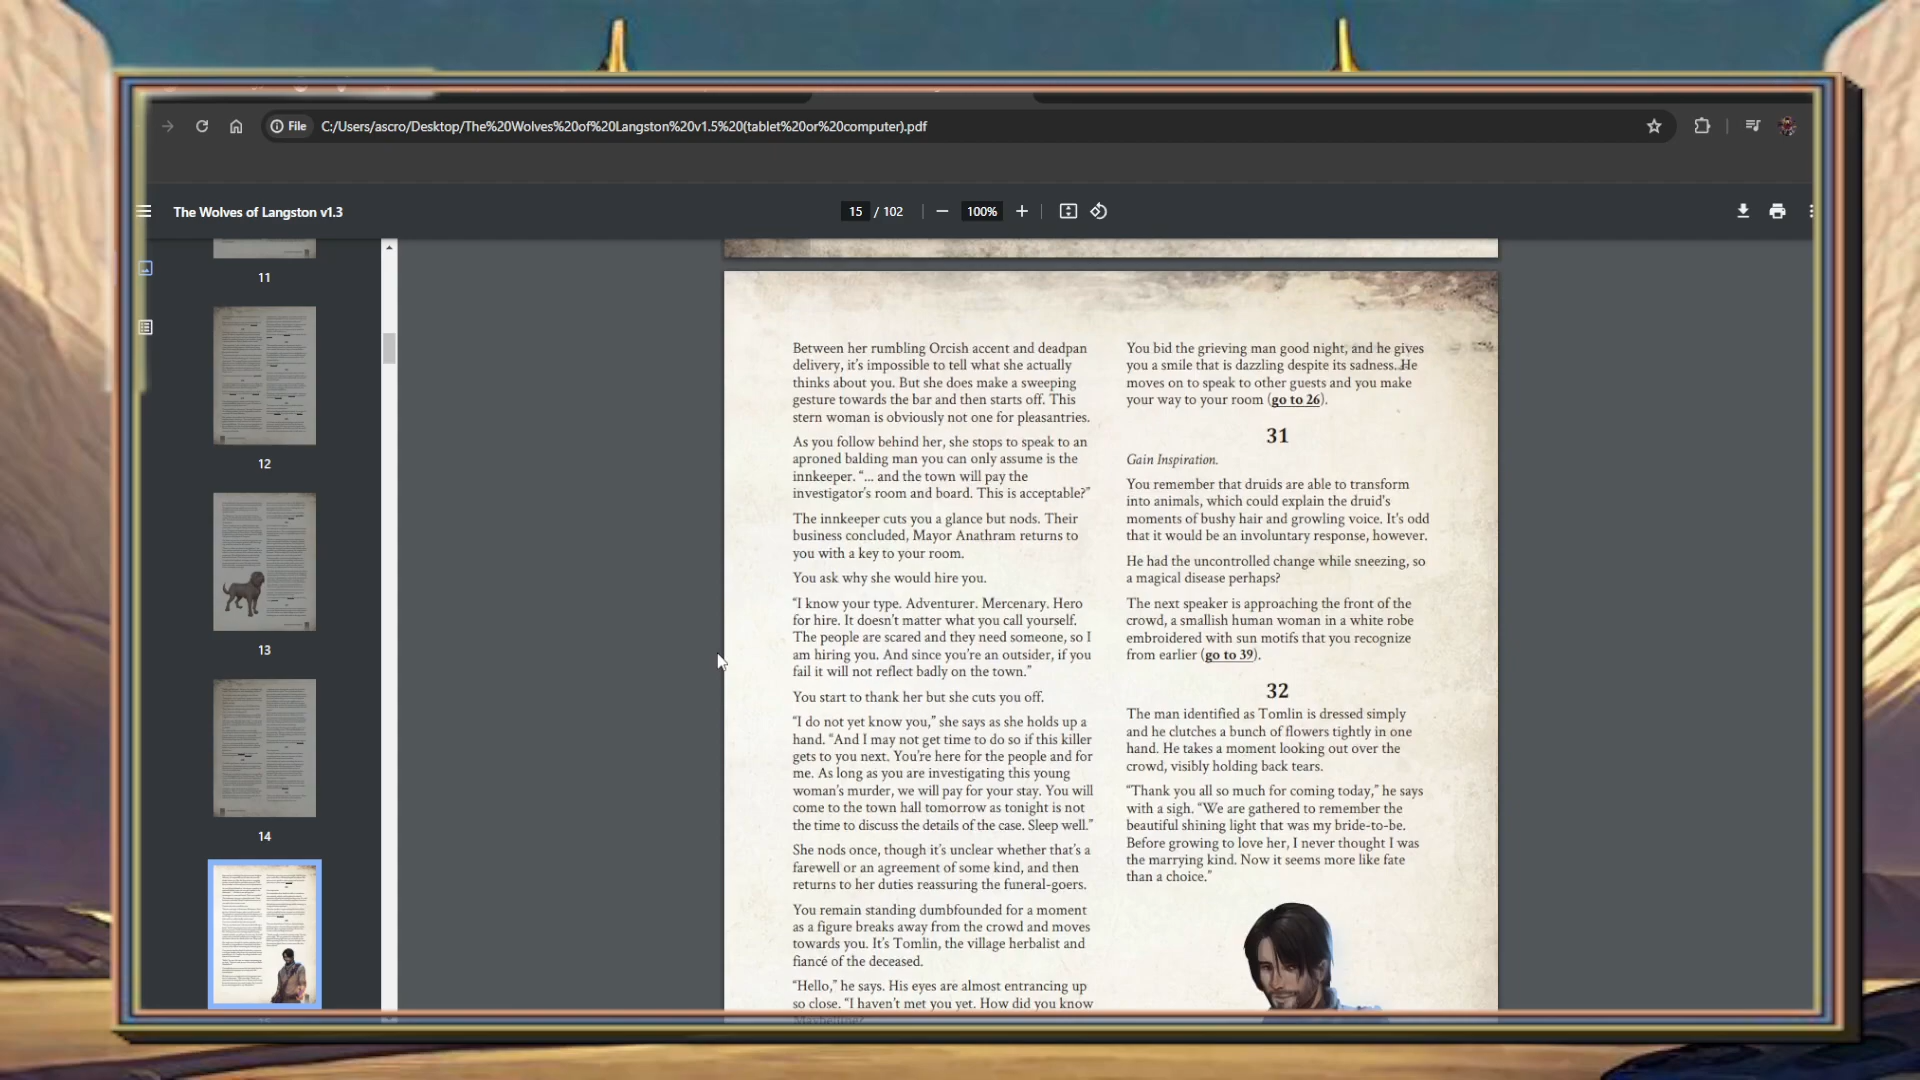 File
C:/Users/ascro/Desktop/The%20Wolves%20of%20Langston%20v1.5%20(tablet%20or%20computer).pdf
The Wolves of Langston v1.3
15 / 102
100%
11
12
13
14
Between her rumbling Orcish accent and deadpan
delivery, it's impossible to tell what she actually
thinks about you. But she does make a sweeping
gesture towards the bar and then starts off. This
stern woman is obviously not one for pleasantries.
As you follow behind her, she stops to speak to an
aproned balding man you can only assume is the
innkeeper. “... and the town will pay the
investigator's room and board. This is acceptable?”
The innkeeper cuts you a glance but nods. Their
business concluded, Mayor Anathram returns to
you with a key to your room.
You ask why she would hire you.
“I know your type. Adventurer. Mercenary. Hero
for hire. It doesn't matter what you call yourself.
The people are scared and they need someone, so I
am hiring you. And since you're an outsider, if you
fail it will not reflect badly on the town.”
You start to thank her but she cuts you off.
“I do not yet know you,” she says as she holds up a
hand. “And I may not get time to do so if this killer
gets to you next. You're here for the people and for
me. As long as you are investigating this young
woman's murder, we will pay for your stay. You will
come to the town hall tomorrow as tonight is not
the time to discuss the details of the case. Sleep well.”
She nods once, though it's unclear whether that's a
farewell or an agreement of some kind, and then
returns to her duties reassuring the funeral-goers.
You remain standing dumbfounded for a moment
as a figure breaks away from the crowd and moves
towards you. It's Tomlin, the village herbalist and
fiancé of the deceased.
“Hello,” he says. His eyes are almost entrancing up
so close. “I haven't met you yet. How did you know
You bid the grieving man good night, and he gives
you a smile that is dazzling despite its sadness. He
moves on to speak to other guests and you make
your way to your room (go to 26).
31
Gain Inspiration.
You remember that druids are able to transform
into animals, which could explain the druid's
moments of bushy hair and growling voice. It's odd
that it would be an involuntary response, however.
He had the uncontrolled change while sneezing, so
a magical disease perhaps?
The next speaker is approaching the front of the
crowd, a smallish human woman in a white robe
embroidered with sun motifs that you recognize
from earlier (go to 39).
32
The man identified as Tomlin is dressed simply
and he clutches a bunch of flowers tightly in one
hand. He takes a moment looking out over the
crowd, visibly holding back tears.
“Thank you all so much for coming today,” he says
with a sigh. “We are gathered to remember the
beautiful shining light that was my bride-to-be.
Before growing to love her, I never thought I was
the marrying kind. Now it seems more like fate
than a choice.”